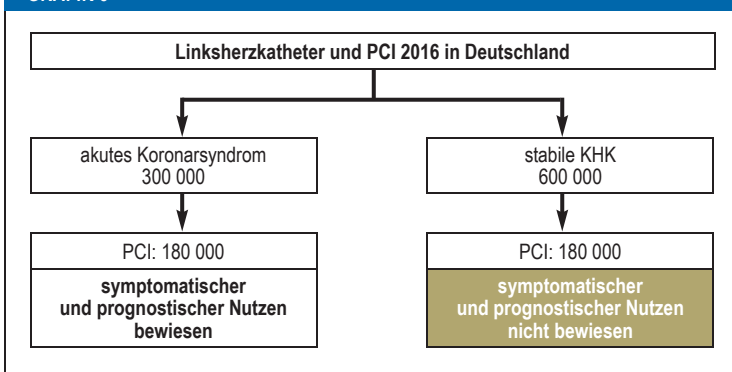 Linksherzkatheter und PCI 2016 in Deutschland
akutes Koronarsyndrom
300 000
stabile KHK
600 000
PCI: 180 000
symptomatischer
und prognostischer Nutzen
bewiesen
PCI: 180 000
symptomatischer
und prognostischer Nutzen
nicht bewiesen